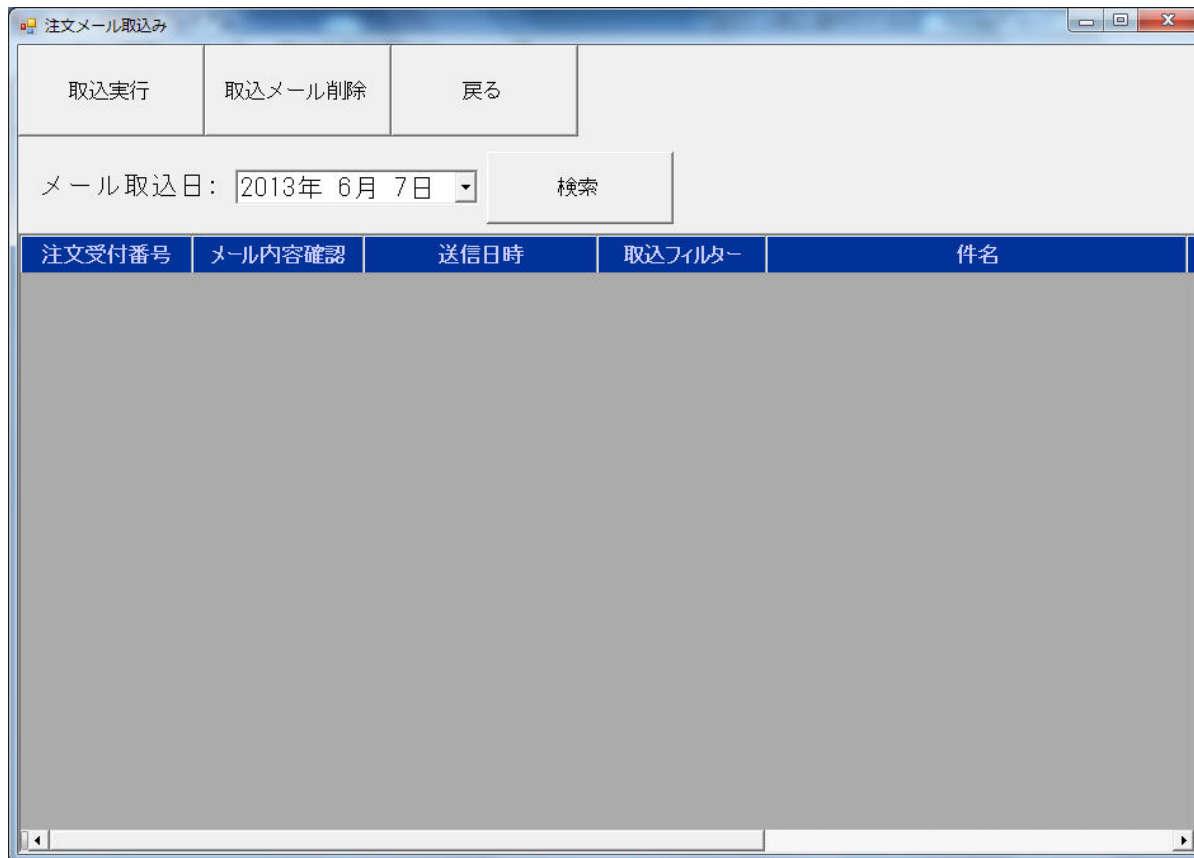 注文メール取込み
取込実行 取込メール削除 戻る
メール取込日: 2013年 6月 7日 検索
注文受付番号 メール内容確認 送信日時 取込フィルター 件名